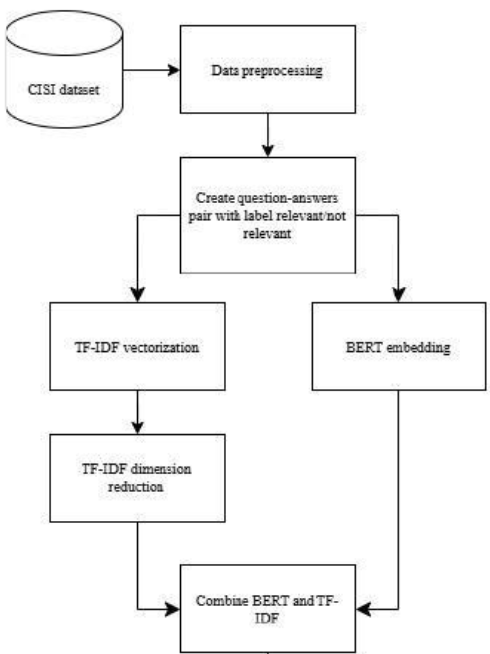 CISI dataset
Data preprocessing
Create question-answers
pair with label relevant/not
relevant
TF-IDF vectorization
BERT embedding
TF-IDF dimension
reduction
Combine BERT and TF-
IDF